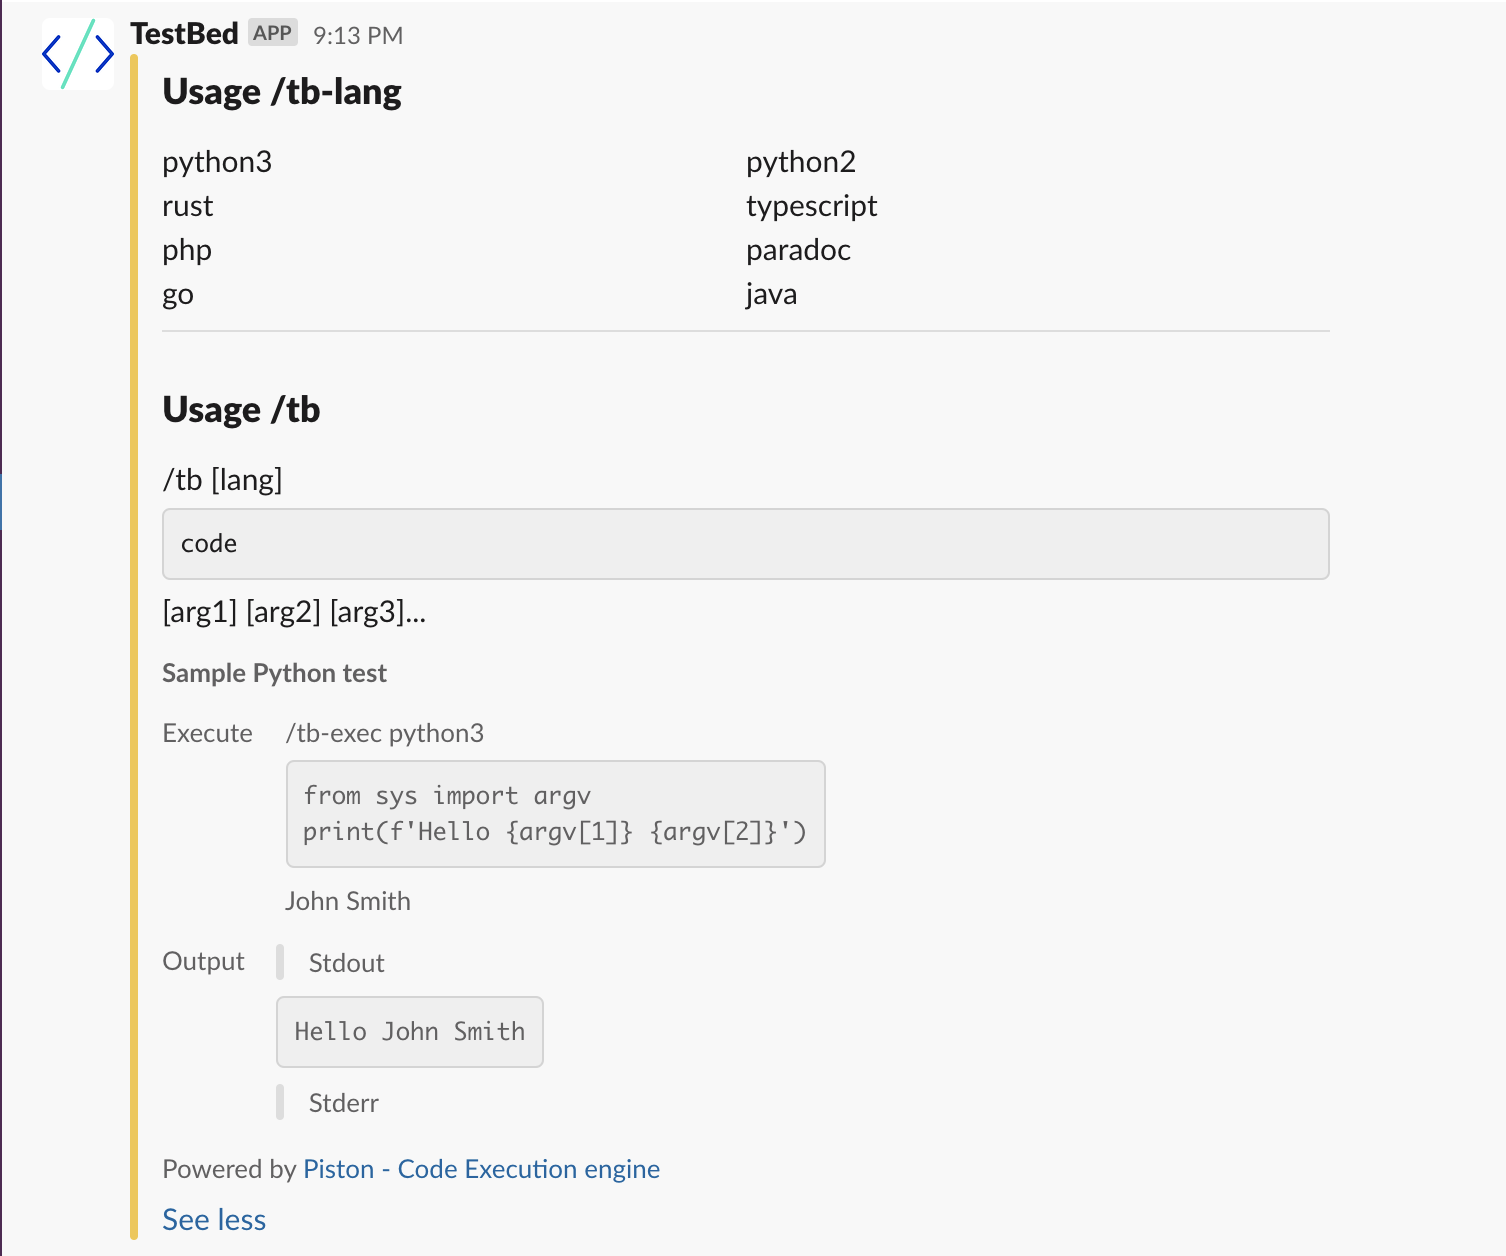 TestBed APP 9:13 PM
Usage /tb-lang
python3 python2
rust typescript
php paradoc
go java
Usage /tb
/tb [lang]
code
[arg1] [arg2] [arg3]...
Sample Python test
Execute /tb-exec python3
from sys import argv
print(f'Hello {argv[1]} {argv[2]}')
John Smith
Output Stdout
Hello John Smith
Stderr
Powered by Piston - Code Execution engine
See less